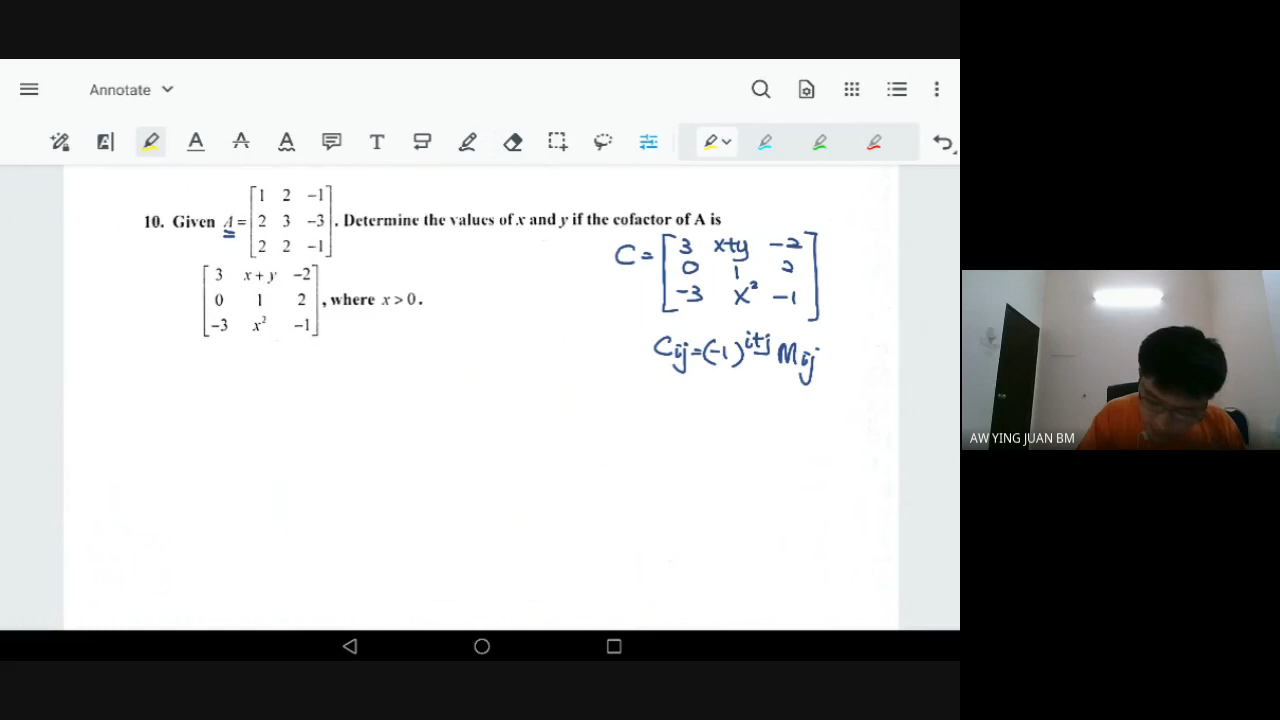 Annotate
10. Given A = [1 2 -1; 2 3 -3; 2 2 -1]. Determine the values of x and y if the cofactor of A is
[3 x + y -2; 0 1 2; -3 x² -1], where x > 0.
C = [3 x+y -2; 0 1 2; -3 x² -1]
Cij = (-1)^i+j Mij
AW YING JUAN BM